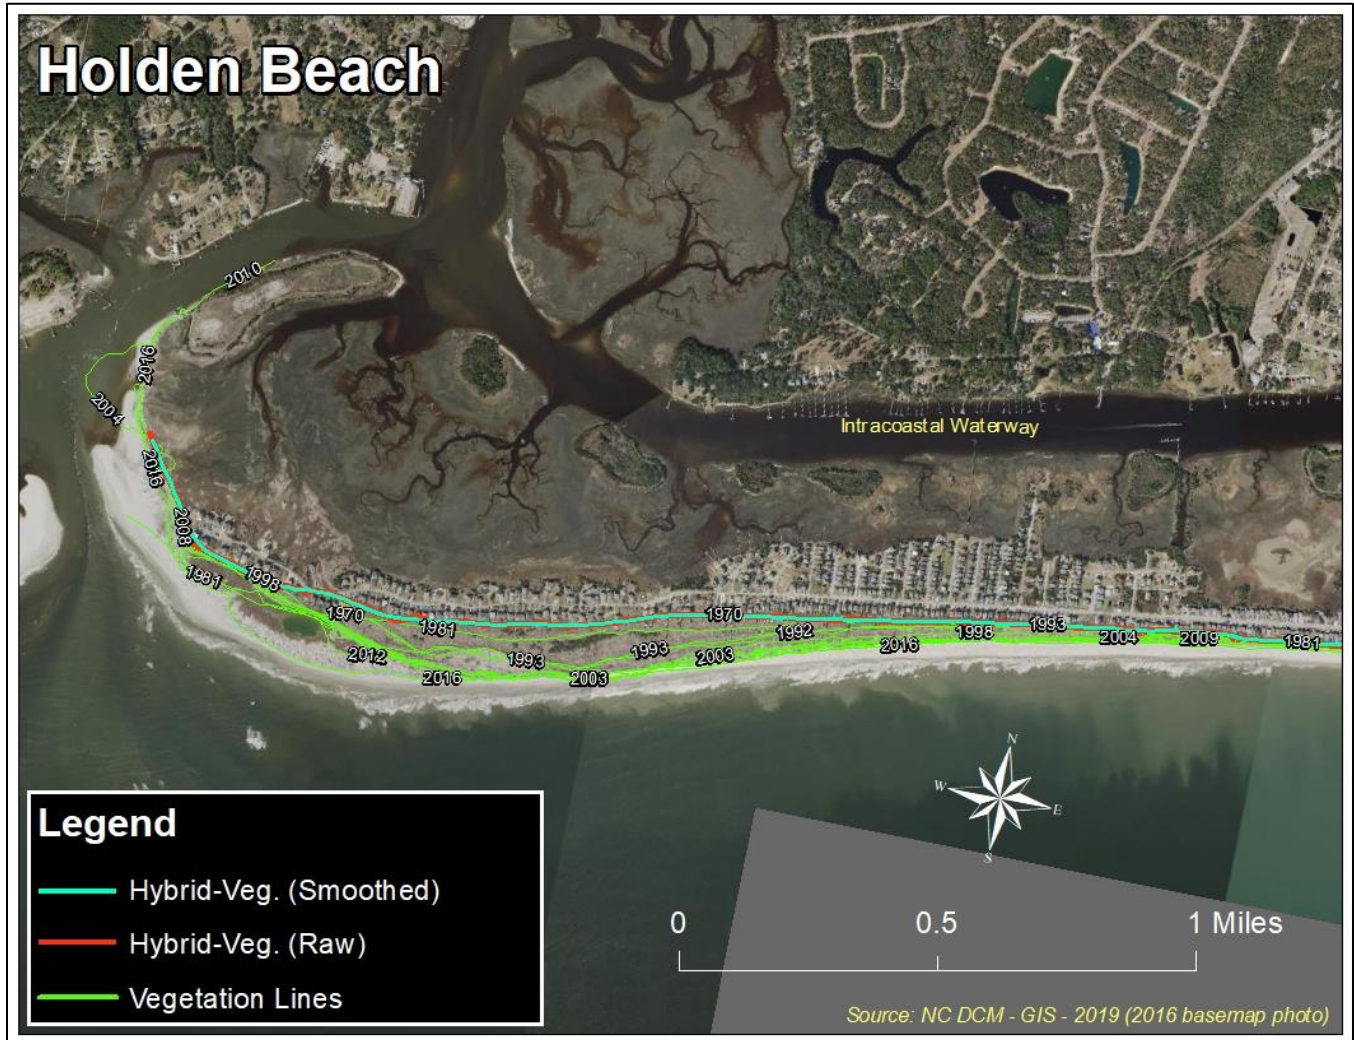 Holden Beach
2010
2016
2004
2016
2008
1981
1998
1970
1981
1970
1992
1998
1993
2004
2009
1981
2012
1993
1993
2003
2016
2016
2003
Intracoastal Waterway
N
W
E
S
Legend
Hybrid-Veg. (Smoothed)
Hybrid-Veg. (Raw)
Vegetation Lines
0 0.5 1 Miles
Source: NC DCM - GIS - 2019 (2016 basemap photo)